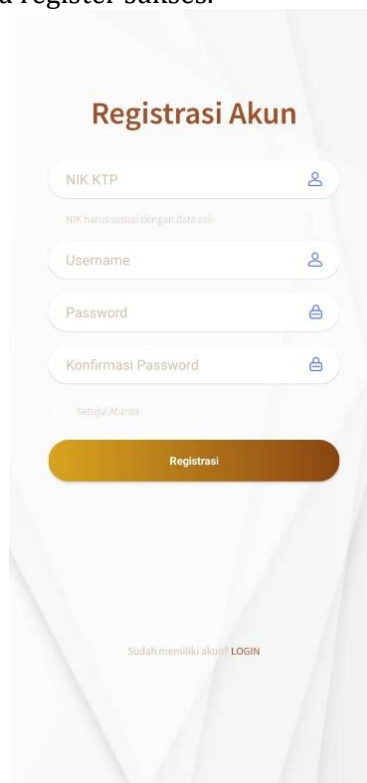 a register sukses.
Registrasi Akun
NIK KTP
NIK harus sesuai dengan data asli
Username
Password
Konfirmasi Password
Setujui Aturan
Registrasi
Sudah memiliki akun? LOGIN